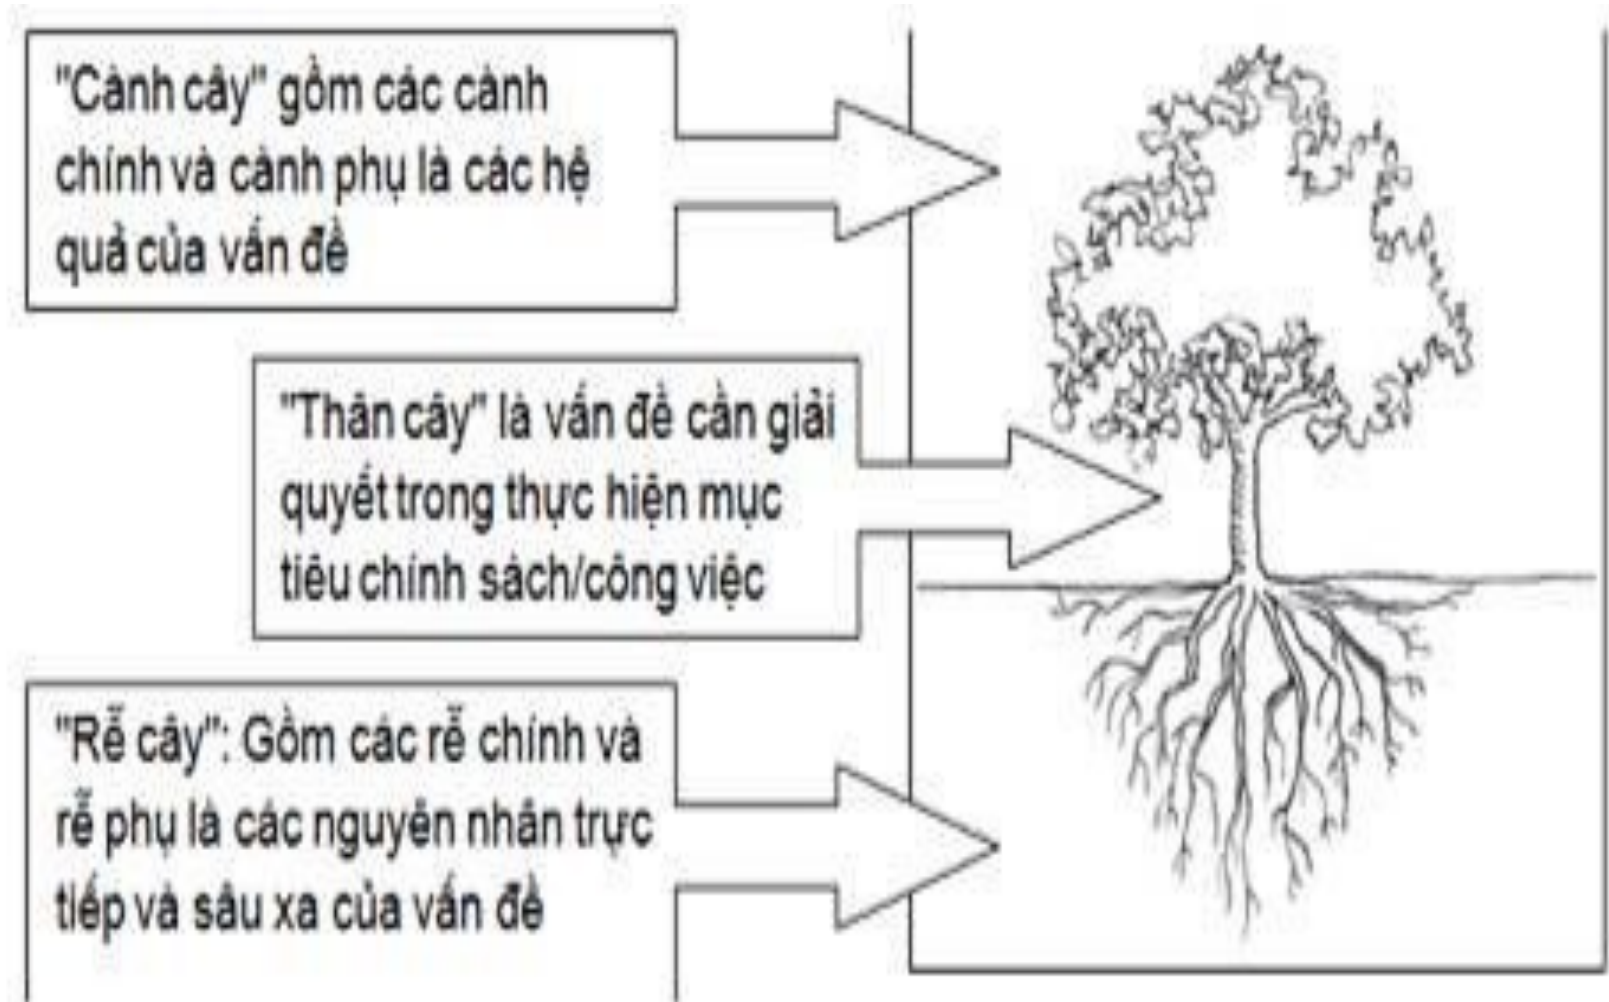 "Cành cây" gồm các cành
chính và cành phụ là các hệ
quả của vấn đề
"Thân cây" là vấn đề cần giải
quyết trong thực hiện mục
tiêu chính sách/công việc
"Rễ cây": Gồm các rễ chính và
rễ phụ là các nguyên nhân trực
tiếp và sâu xa của vấn đề